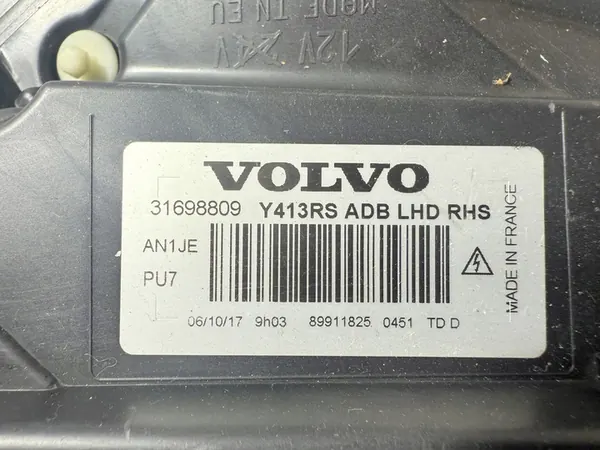 MADE IN EU
12V 24V
VOLVO
31698809 Y413RS ADB LHD RHS
AN1JE
PU7
06/10/17 9h03 89911825 0451 TD D
MADE IN FRANCE